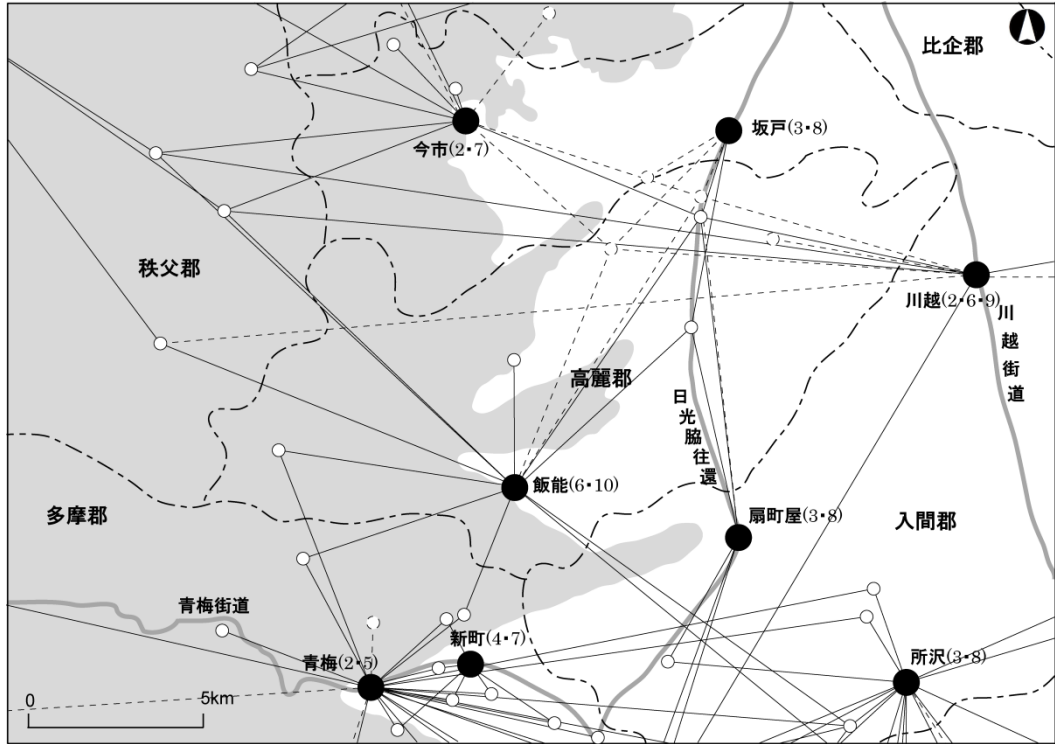 比企郡
坂戸(3・8)
今市(2・7)
秩父郡
川越(2・6・9)
川越街道
高麗郡
日光脇往還
飯能(6・10)
多摩郡
扇町屋(3・8)
入間郡
青梅街道
新町(4・7)
青梅(2・5)
所沢(3・8)
0
5km